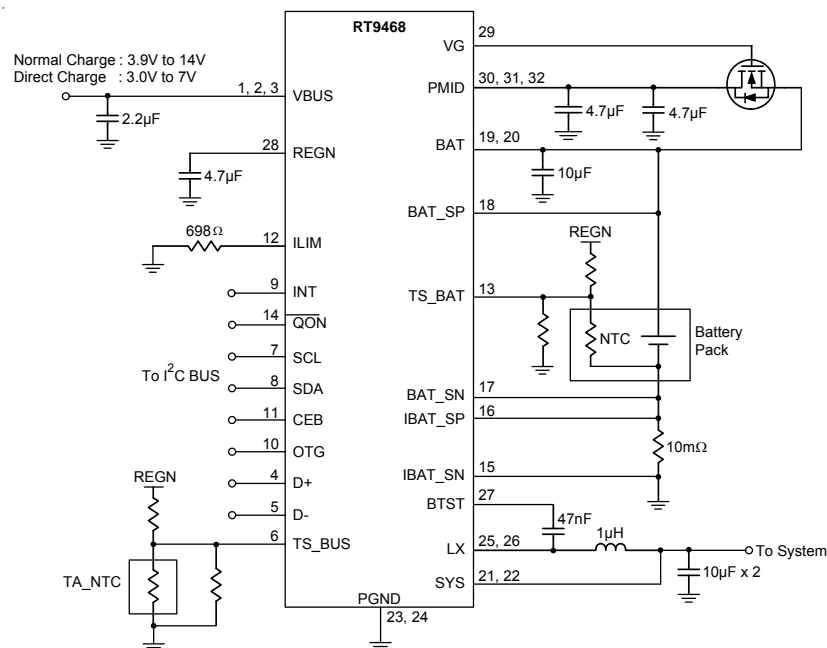 RT9468
Normal Charge : 3.9V to 14V
Direct Charge : 3.0V to 7V
1, 2, 3
VBUS
2.2µF
28
REGN
4.7µF
698Ω
12
ILIM
9
INT
14
QON
7
SCL
To I²C BUS
8
SDA
11
CEB
10
OTG
4
D+
5
D-
6
TS_BUS
REGN
TA_NTC
PGND
23, 24
VG
29
PMID
30, 31, 32
4.7µF
4.7µF
BAT
19, 20
10µF
BAT_SP
18
REGN
TS_BAT
13
NTC
Battery
Pack
BAT_SN
17
IBAT_SP
16
10mΩ
IBAT_SN
15
BTST
27
47nF
1µH
LX
25, 26
To System
SYS
21, 22
10µF x 2